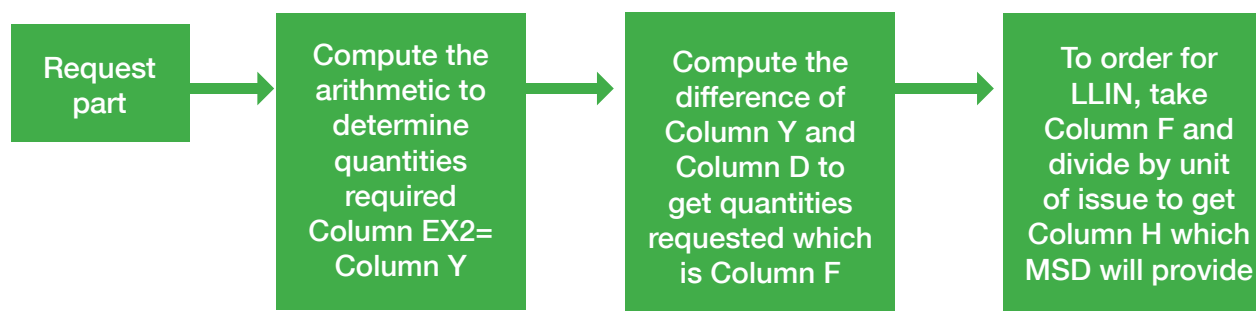 Request
part
Compute the
arithmetic to
determine
quantities
required
Column EX2=
Column Y
Compute the
difference of
Column Y and
Column D to
get quantities
requested which
is Column F
To order for
LLIN, take
Column F and
divide by unit
of issue to get
Column H which
MSD will provide